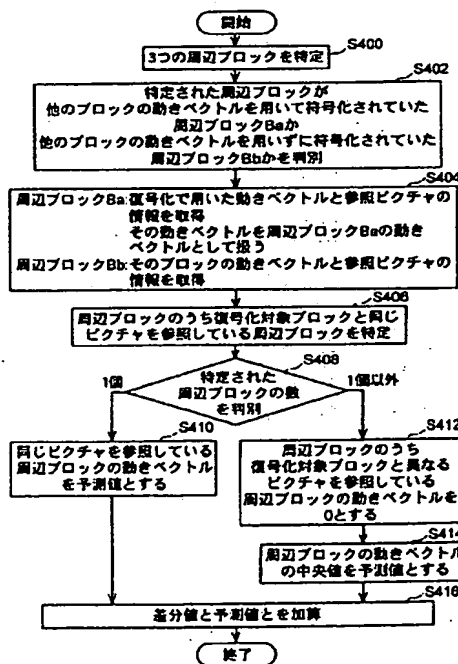 開始
S400
3つの周辺ブロックを特定
S402
特定された周辺ブロックが
他のブロックの動きベクトルを用いて符号化されていた
周辺ブロックBaか
他のブロックの動きベクトルを用いずに符号化されていた
周辺ブロックBbかを判別
S404
周辺ブロックBa:復号化で用いた動きベクトルと参照ピクチャの
情報を取得
その動きベクトルを周辺ブロックBaの動き
ベクトルとして扱う
周辺ブロックBb:そのブロックの動きベクトルと参照ピクチャの
情報を取得
S406
周辺ブロックのうち復号化対象ブロックと同じ
ピクチャを参照している周辺ブロックを特定
S408
1個
特定された
周辺ブロックの数
を判別
1個以外
S410
同じピクチャを参照している
周辺ブロックの動きベクトル
を予測値とする
S412
周辺ブロックのうち
復号化対象ブロックと異なる
ピクチャを参照している
周辺ブロックの動きベクトルを
0とする
S414
周辺ブロックの動きベクトル
の中央値を予測値とする
S416
差分値と予測値とを加算
終了